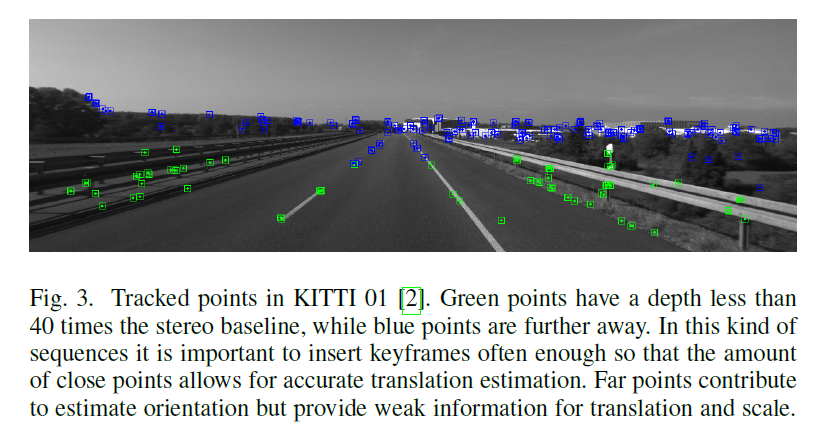 Fig. 3. Tracked points in KITTI 01 [2]. Green points have a depth less than
40 times the stereo baseline, while blue points are further away. In this kind of
sequences it is important to insert keyframes often enough so that the amount
of close points allows for accurate translation estimation. Far points contribute
to estimate orientation but provide weak information for translation and scale.